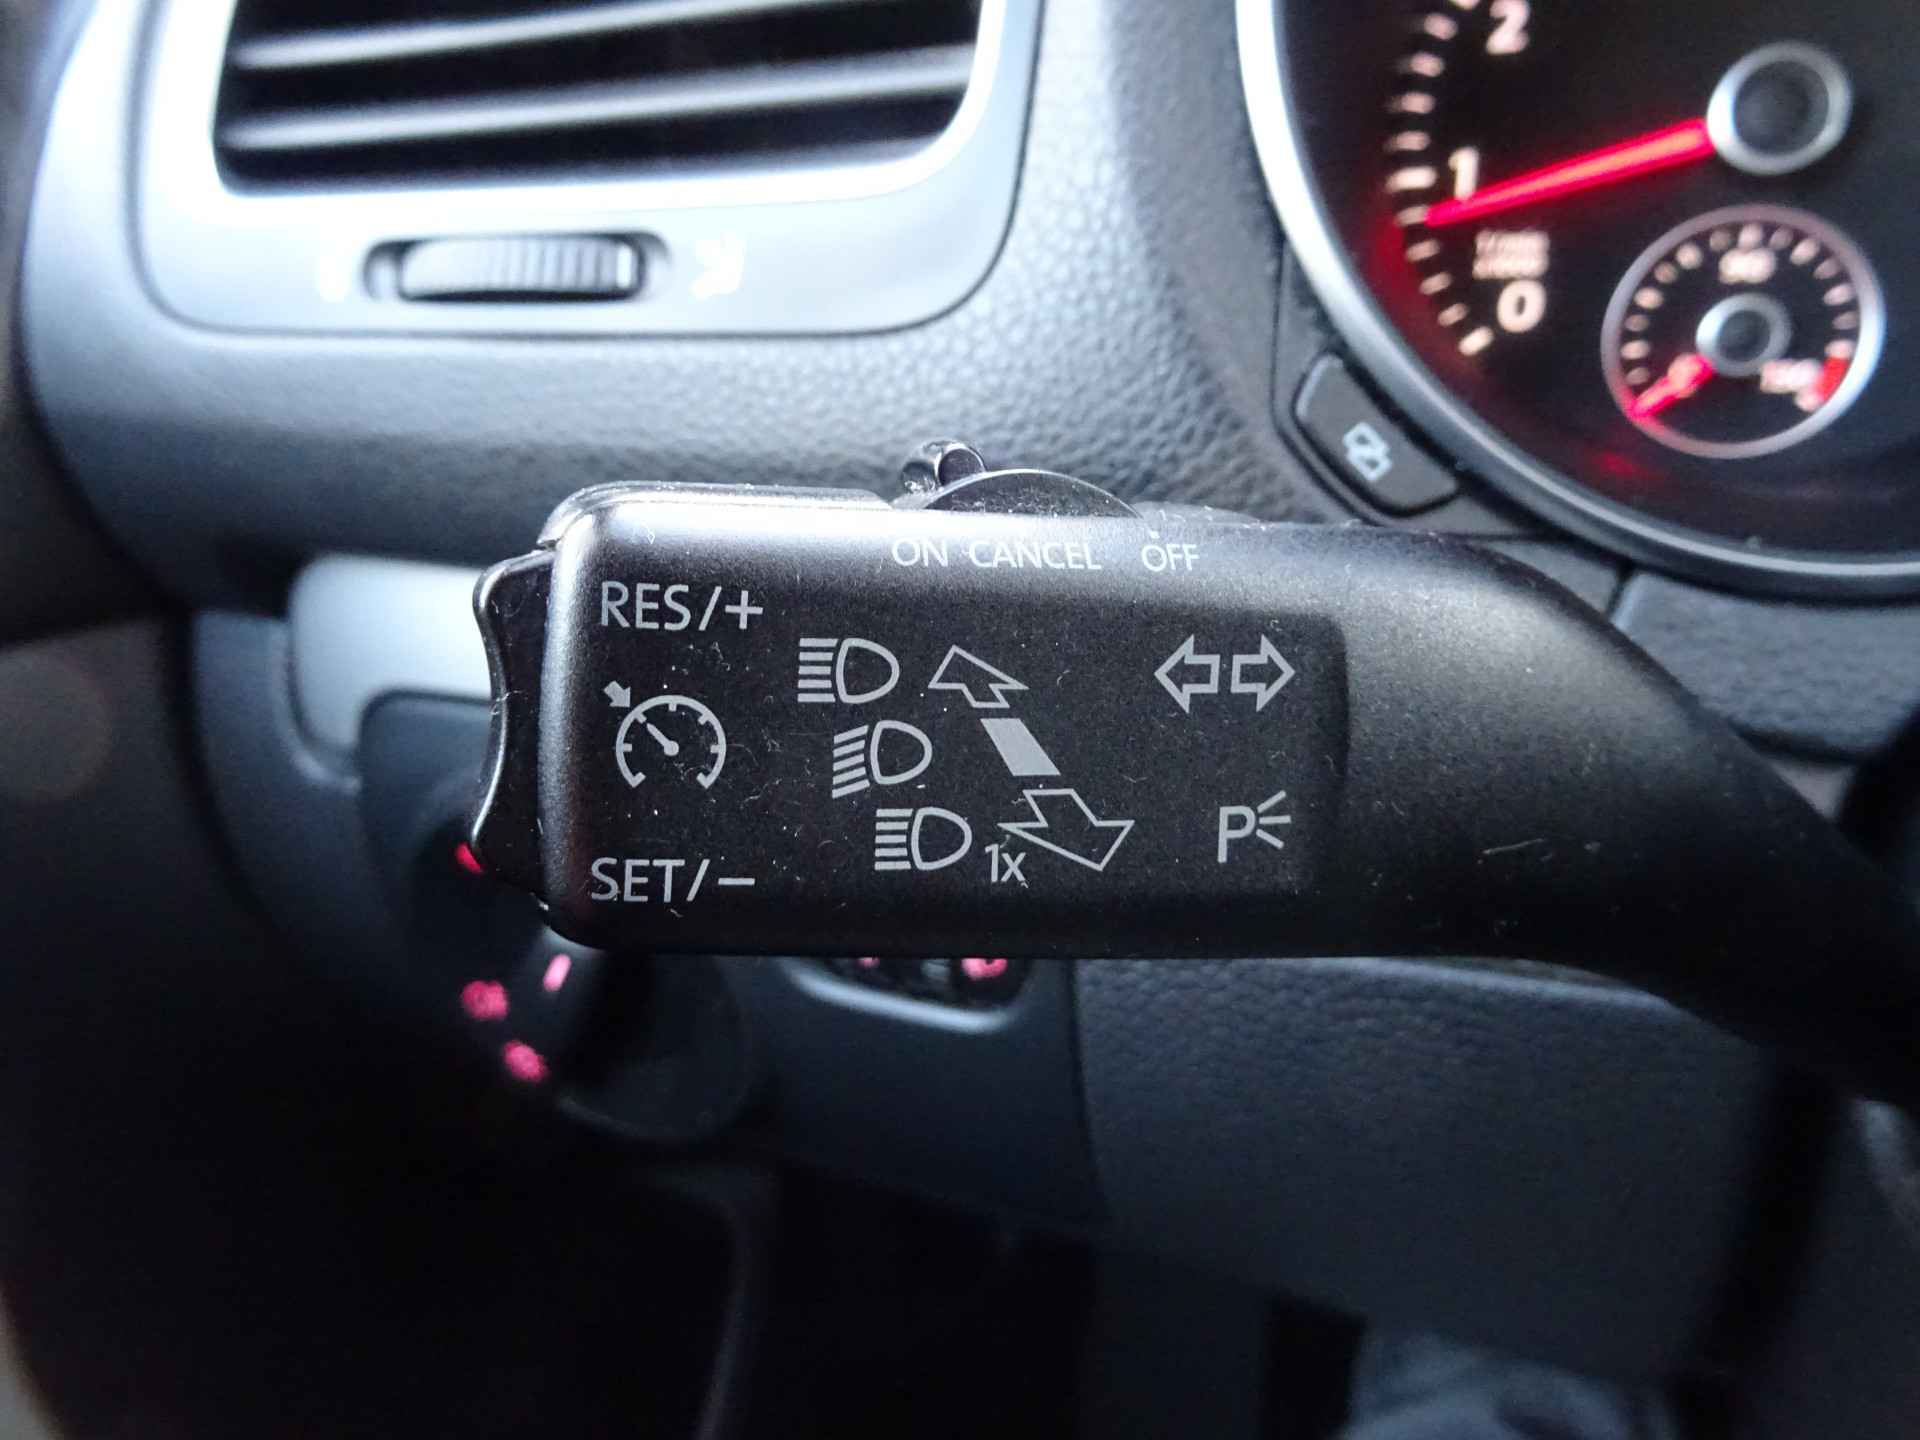 2
1
0
ON CANCEL OFF
RES/+
SET/−
1x
P